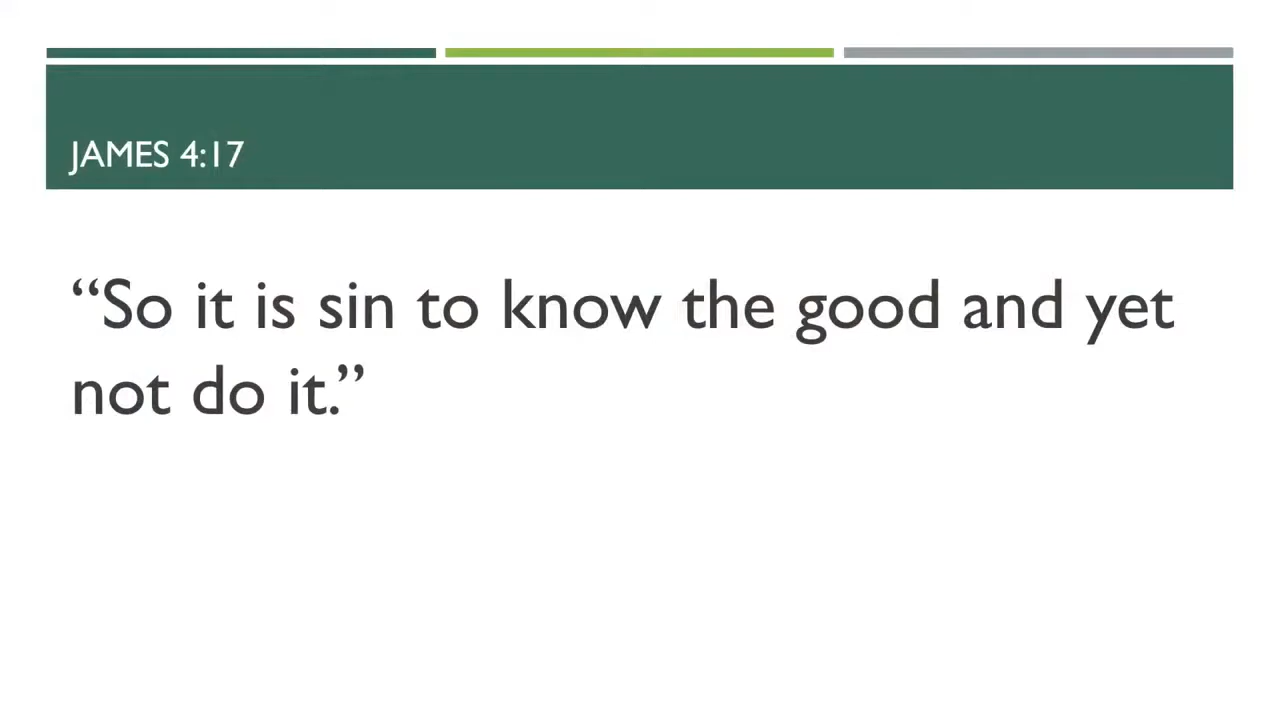 JAMES 4:17
“So it is sin to know the good and yet
not do it.”